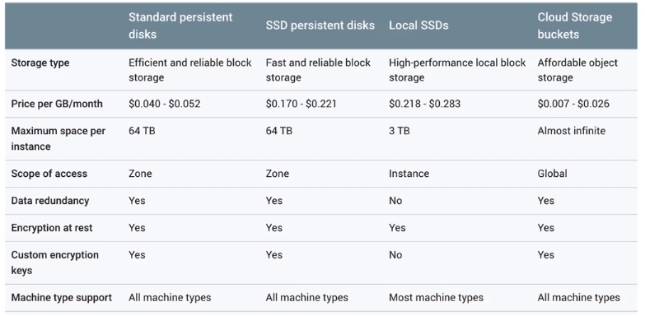 Standard persistent disks SSD persistent disks Local SSDs Cloud Storage buckets
Storage type Efficient and reliable block storage Fast and reliable block storage High-performance local block storage Affordable object storage
Price per GB/month $0.040 - $0.052 $0.170 - $0.221 $0.218 - $0.283 $0.007 - $0.026
Maximum space per instance 64 TB 64 TB 3 TB Almost infinite
Scope of access Zone Zone Instance Global
Data redundancy Yes Yes No Yes
Encryption at rest Yes Yes Yes Yes
Custom encryption keys Yes Yes No Yes
Machine type support All machine types All machine types Most machine types All machine types